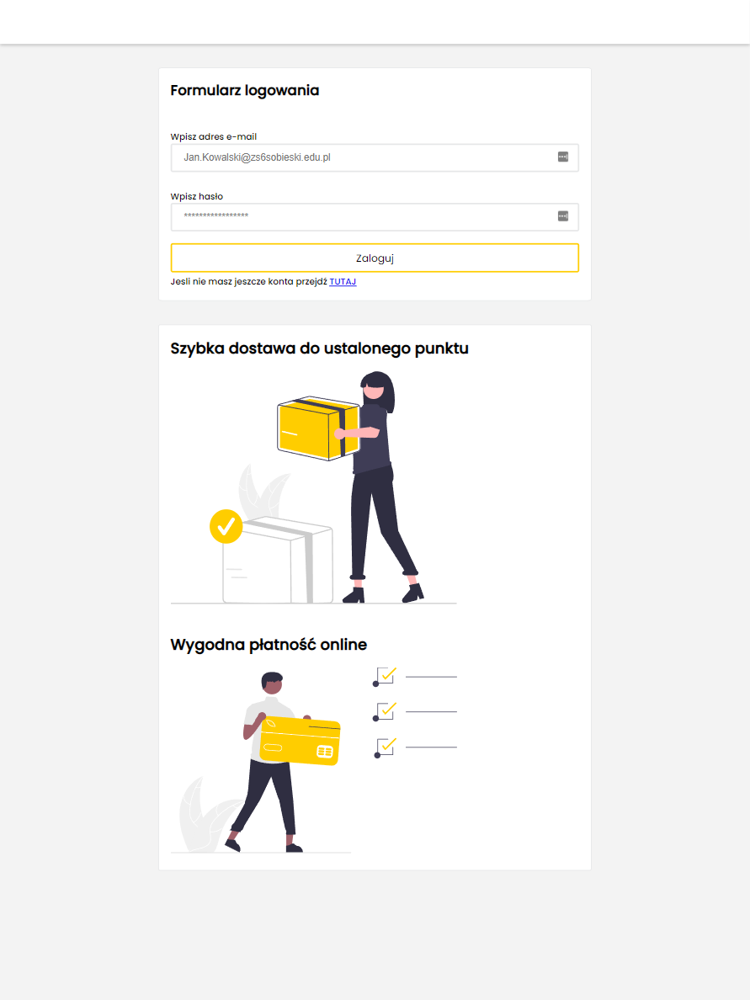 Formularz logowania
Wpisz adres e-mail
Jan.Kowalski@zs6sobieski.edu.pl
Wpisz hasło
****************
Zaloguj
Jesli nie masz jeszcze konta przejdź TUTAJ
Szybka dostawa do ustalonego punktu
Wygodna płatność online